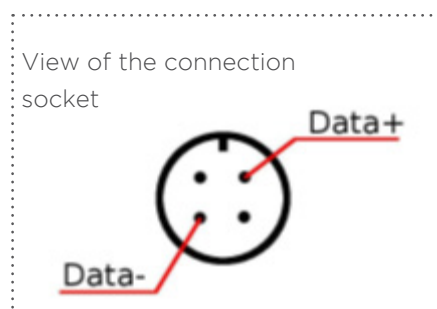 View of the connection
socket
Data+
Data-